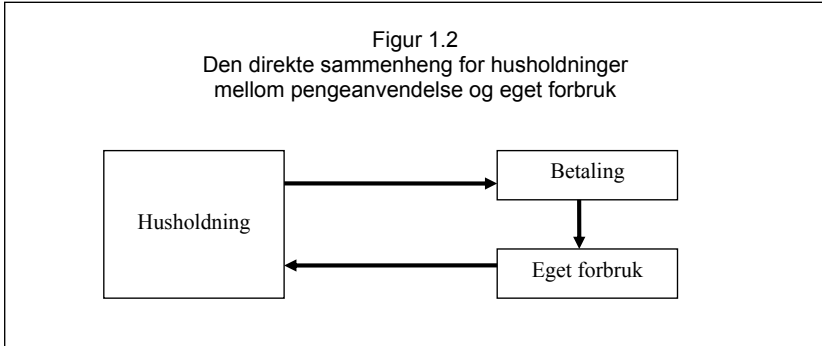 Figur 1.2
Den direkte sammenheng for husholdninger
mellom pengeanvendelse og eget forbruk
Husholdning
Betaling
Eget forbruk